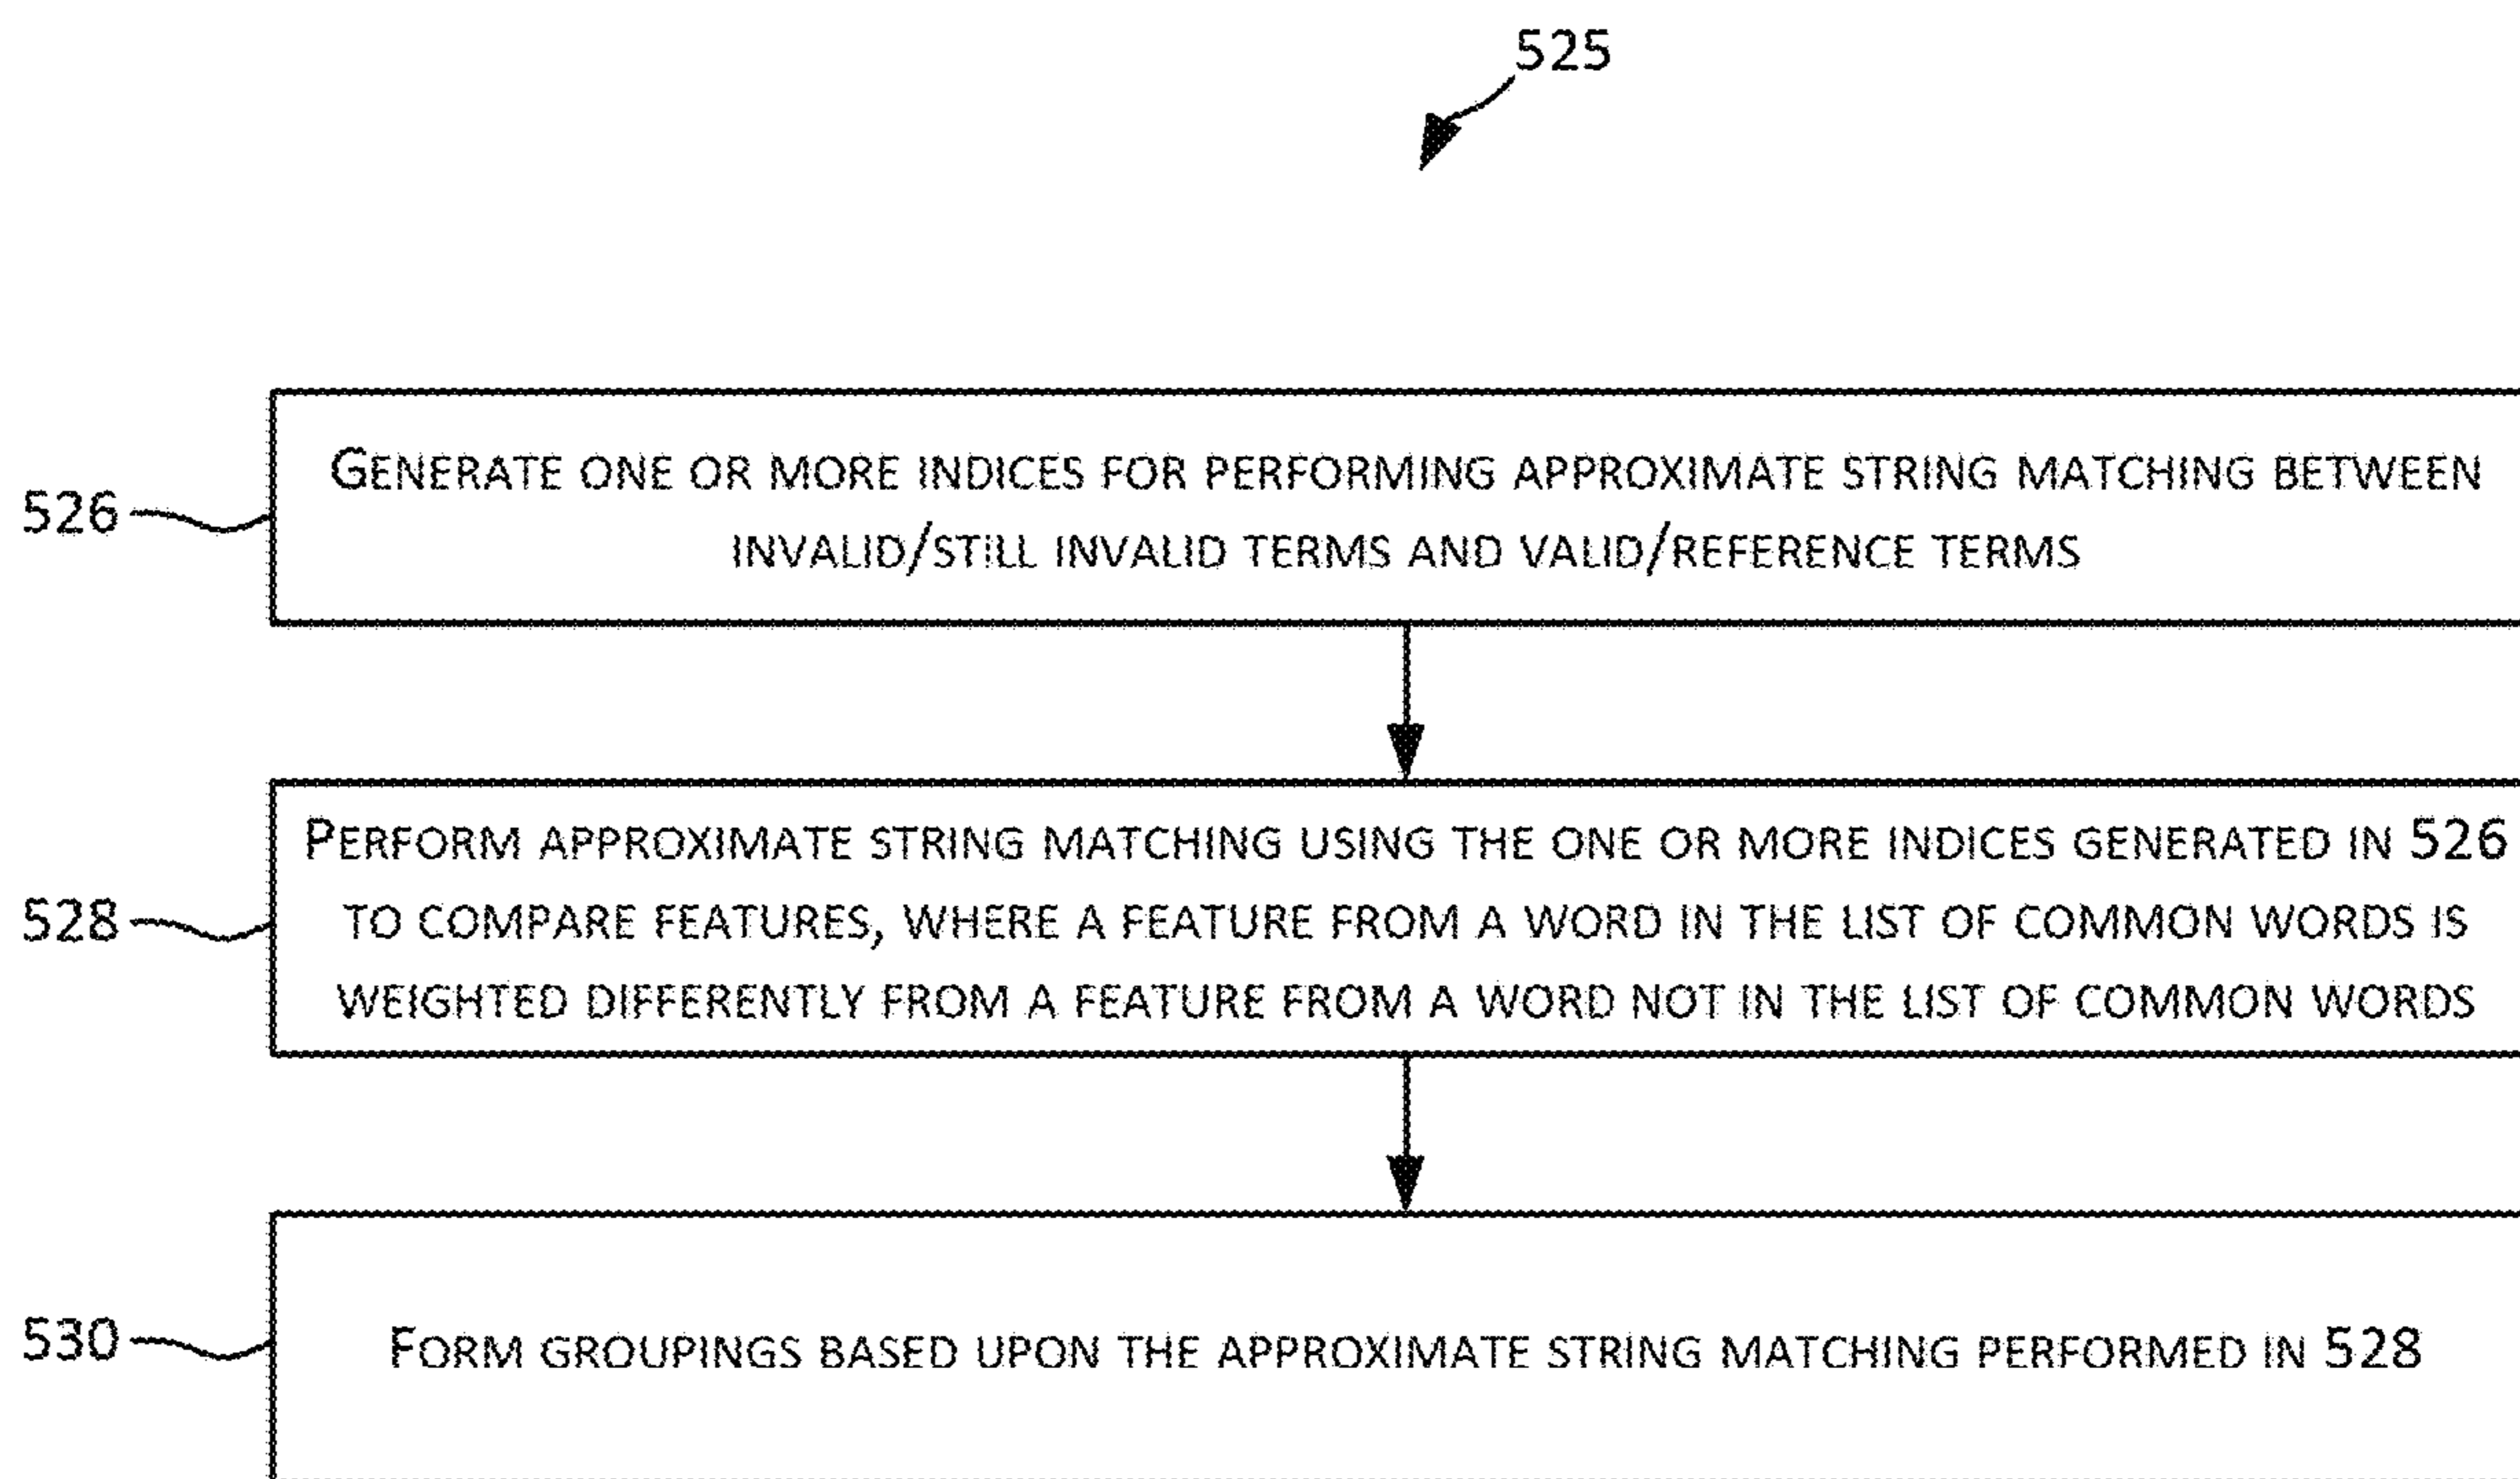 525
526
GENERATE ONE OR MORE INDICES FOR PERFORMING APPROXIMATE STRING MATCHING BETWEEN
INVALID/STILL INVALID TERMS AND VALID/REFERENCE TERMS
528
PERFORM APPROXIMATE STRING MATCHING USING THE ONE OR MORE INDICES GENERATED IN 526
TO COMPARE FEATURES, WHERE A FEATURE FROM A WORD IN THE LIST OF COMMON WORDS IS
WEIGHTED DIFFERENTLY FROM A FEATURE FROM A WORD NOT IN THE LIST OF COMMON WORDS
530
FORM GROUPINGS BASED UPON THE APPROXIMATE STRING MATCHING PERFORMED IN 528